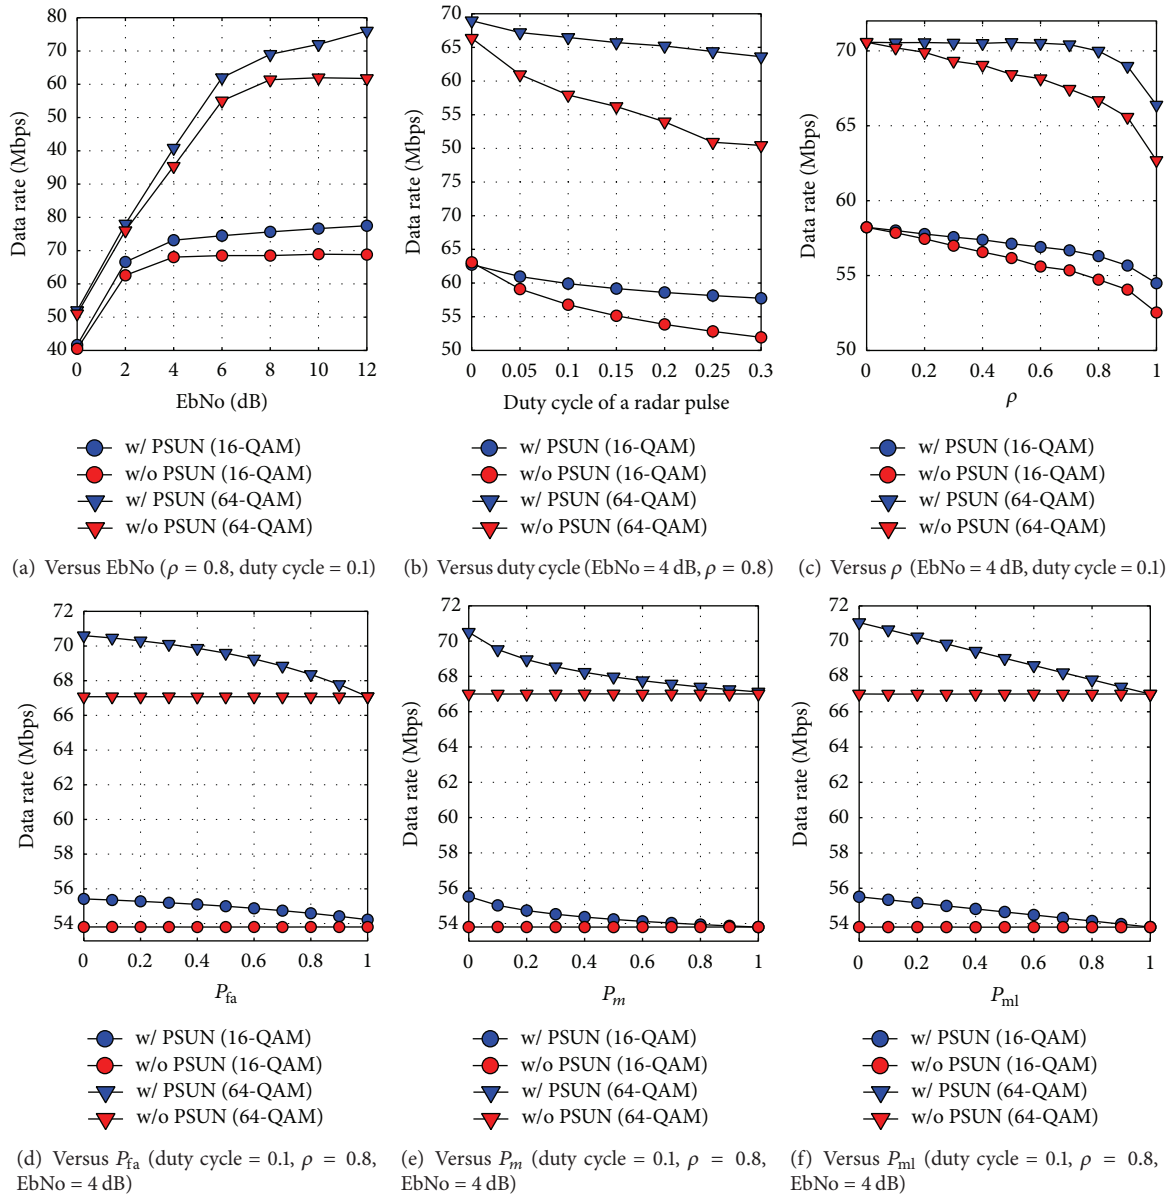 80
70
60
50
40
80
70
60
50
40
Data rate (Mbps)
0 2 4 6 8 10 12
EbNo (dB)
w/ PSUN (16-QAM)
w/o PSUN (16-QAM)
w/ PSUN (64-QAM)
w/o PSUN (64-QAM)
(a) Versus EbNo (ρ = 0.8, duty cycle = 0.1)
70
65
60
55
50
65
60
55
50
Data rate (Mbps)
0 0.05 0.1 0.15 0.2 0.25 0.3
Duty cycle of a radar pulse
w/ PSUN (16-QAM)
w/o PSUN (16-QAM)
w/ PSUN (64-QAM)
w/o PSUN (64-QAM)
(b) Versus duty cycle (EbNo = 4 dB, ρ = 0.8)
70
65
60
55
50
Data rate (Mbps)
0 0.2 0.4 0.6 0.8 1
ρ
w/ PSUN (16-QAM)
w/o PSUN (16-QAM)
w/ PSUN (64-QAM)
w/o PSUN (64-QAM)
(c) Versus ρ (EbNo = 4 dB, duty cycle = 0.1)
72
70
68
66
64
62
60
58
56
54
Data rate (Mbps)
0 0.2 0.4 0.6 0.8 1
Pfa
w/ PSUN (16-QAM)
w/o PSUN (16-QAM)
w/ PSUN (64-QAM)
w/o PSUN (64-QAM)
(d) Versus Pfa (duty cycle = 0.1, ρ = 0.8,
EbNo = 4 dB)
72
70
68
66
64
62
60
58
56
54
Data rate (Mbps)
0 0.2 0.4 0.6 0.8 1
Pm
w/ PSUN (16-QAM)
w/o PSUN (16-QAM)
w/ PSUN (64-QAM)
w/o PSUN (64-QAM)
(e) Versus Pm (duty cycle = 0.1, ρ = 0.8,
EbNo = 4 dB)
72
70
68
66
64
62
60
58
56
54
Data rate (Mbps)
0 0.2 0.4 0.6 0.8 1
Pml
w/ PSUN (16-QAM)
w/o PSUN (16-QAM)
w/ PSUN (64-QAM)
w/o PSUN (64-QAM)
(f) Versus Pml (duty cycle = 0.1, ρ = 0.8,
EbNo = 4 dB)